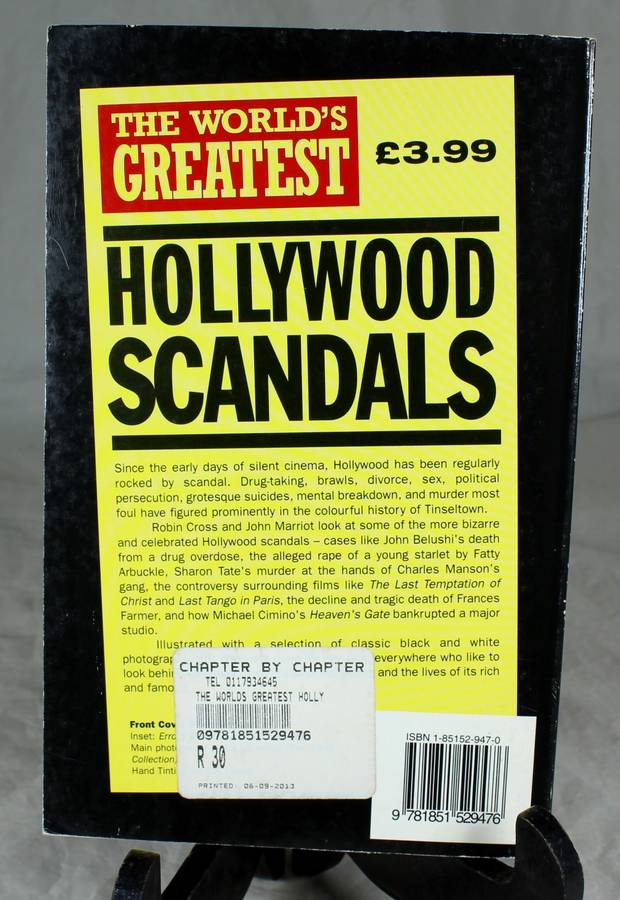 THE WORLD'S
GREATEST
£3.99
HOLLYWOOD
SCANDALS
Since the early days of silent cinema, Hollywood has been regularly
rocked by scandal. Drug-taking, brawls, divorce, sex, political
persecution, grotesque suicides, mental breakdown, and murder most
foul have figured prominently in the colourful history of Tinseltown.
Robin Cross and John Marriot look at some of the more bizarre
and celebrated Hollywood scandals – cases like John Belushi's death
from a drug overdose, the alleged rape of a young starlet by Fatty
Arbuckle, Sharon Tate's murder at the hands of Charles Manson's
gang, the controversy surrounding films like The Last Temptation of
Christ and Last Tango in Paris, the decline and tragic death of Frances
Farmer, and how Michael Cimino's Heaven's Gate bankrupted a major
studio.
Illustrated with a selection of classic black and white
everywhere who like to
look and the lives of its rich
and
Front
Inset:
Main
Collection,
Hand
CHAPTER BY CHAPTER
TEL 0117934645
THE WORLDS GREATEST HOLLY
09781851529476
R 30
PRINTED: 06-09-2013
ISBN 1-85152-947-0
9 781851 529476